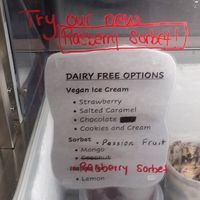 Try our new
Rasberry Sorbet!
DAIRY FREE OPTIONS
Vegan Ice Cream
• Strawberry
• Salted Caramel
• Chocolate
• Cookies and Cream
Sorbet • Passion Fruit
• Mango
• Coconut
• Raspberry Sorbet
• Lemon